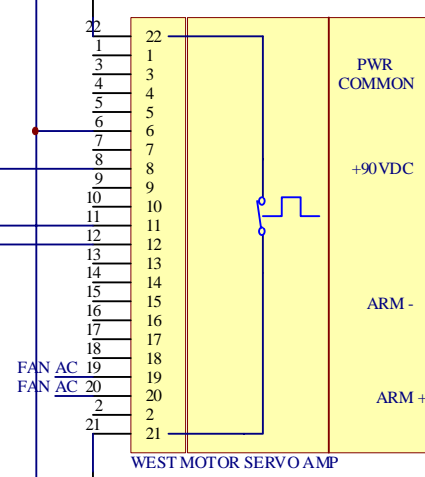 22 22
1 1
3 3
4 4
5 5
6 6
7 7
8 8
9 9
10 10
11 11
12 12
13 13
14 14
15 15
16 16
17 17
18 18
FAN AC 19 19
FAN AC 20 20
2 2
21 21
PWR
COMMON
+90VDC
ARM -
ARM +
WEST MOTOR SERVO AMP